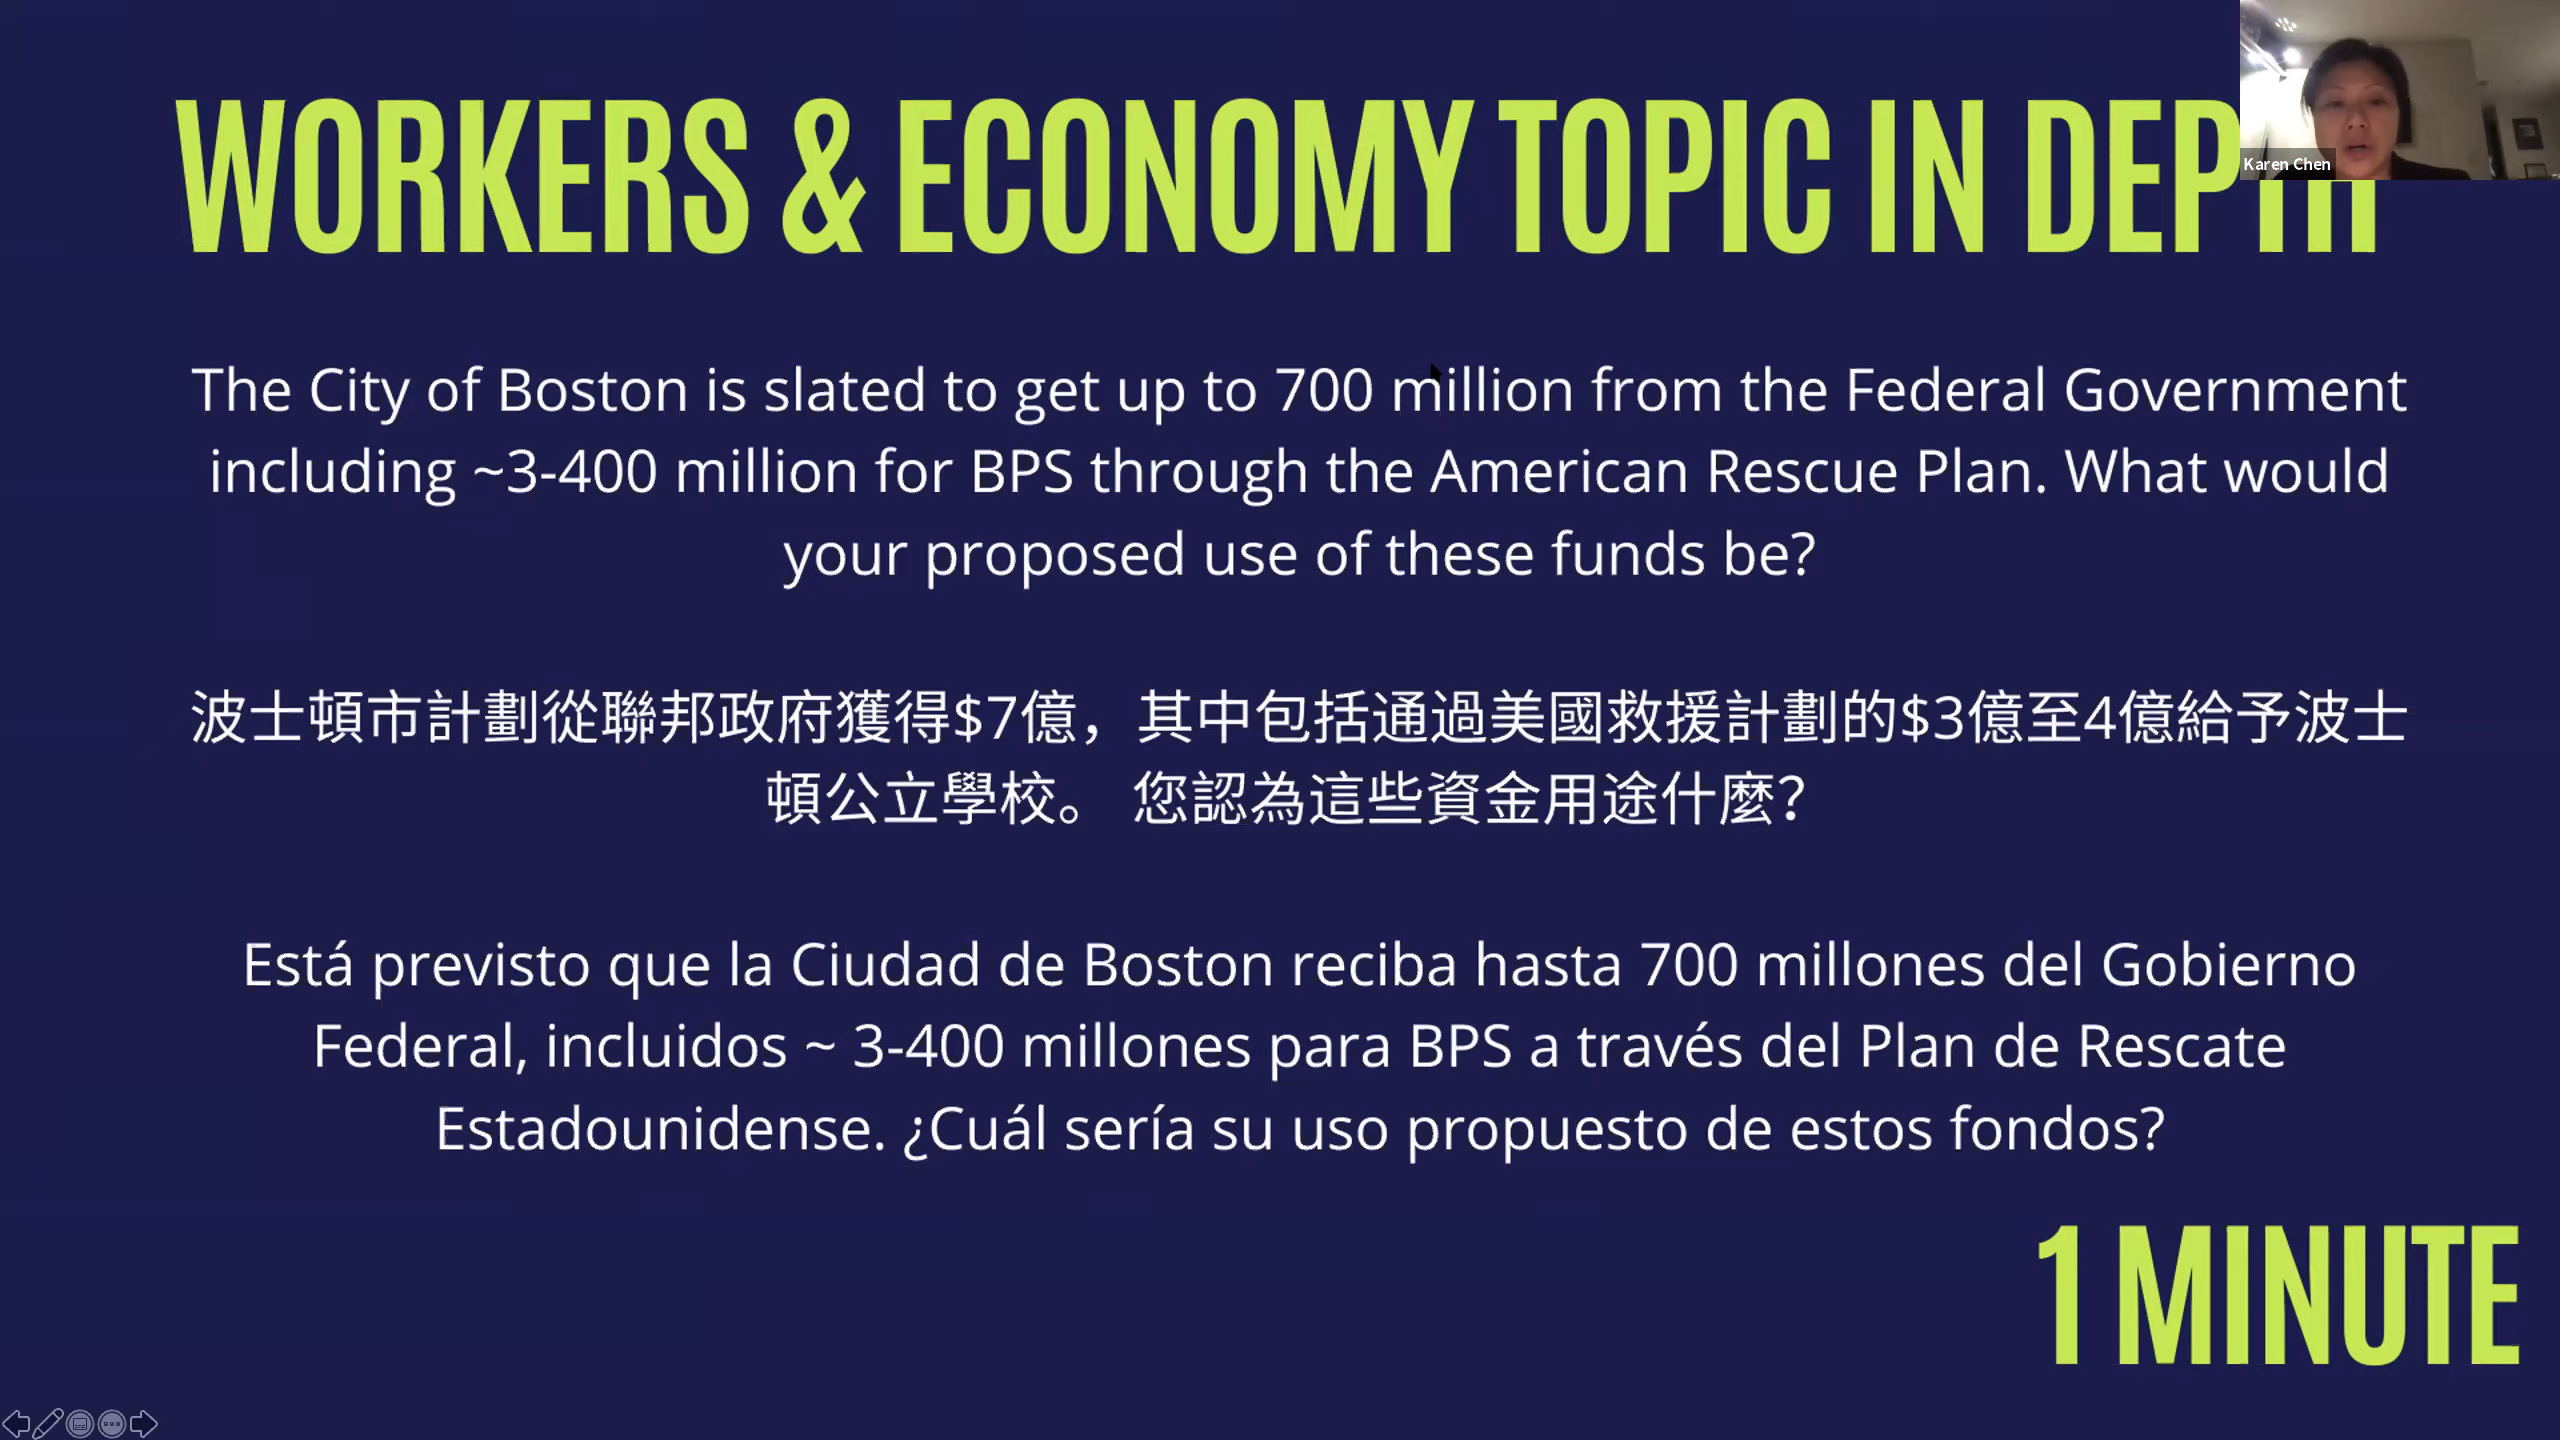 WORKERS & ECONOMY TOPIC IN DEPTH
Karen Chen
The City of Boston is slated to get up to 700 million from the Federal Government
including ~3-400 million for BPS through the American Rescue Plan. What would
your proposed use of these funds be?
波士頓市計劃從聯邦政府獲得$7億，其中包括通過美國救援計劃的$3億至4億給予波士
頓公立學校。 您認為這些資金用途什麼？
Está previsto que la Ciudad de Boston reciba hasta 700 millones del Gobierno
Federal, incluidos ~ 3-400 millones para BPS a través del Plan de Rescate
Estadounidense. ¿Cuál sería su uso propuesto de estos fondos?
1 MINUTE